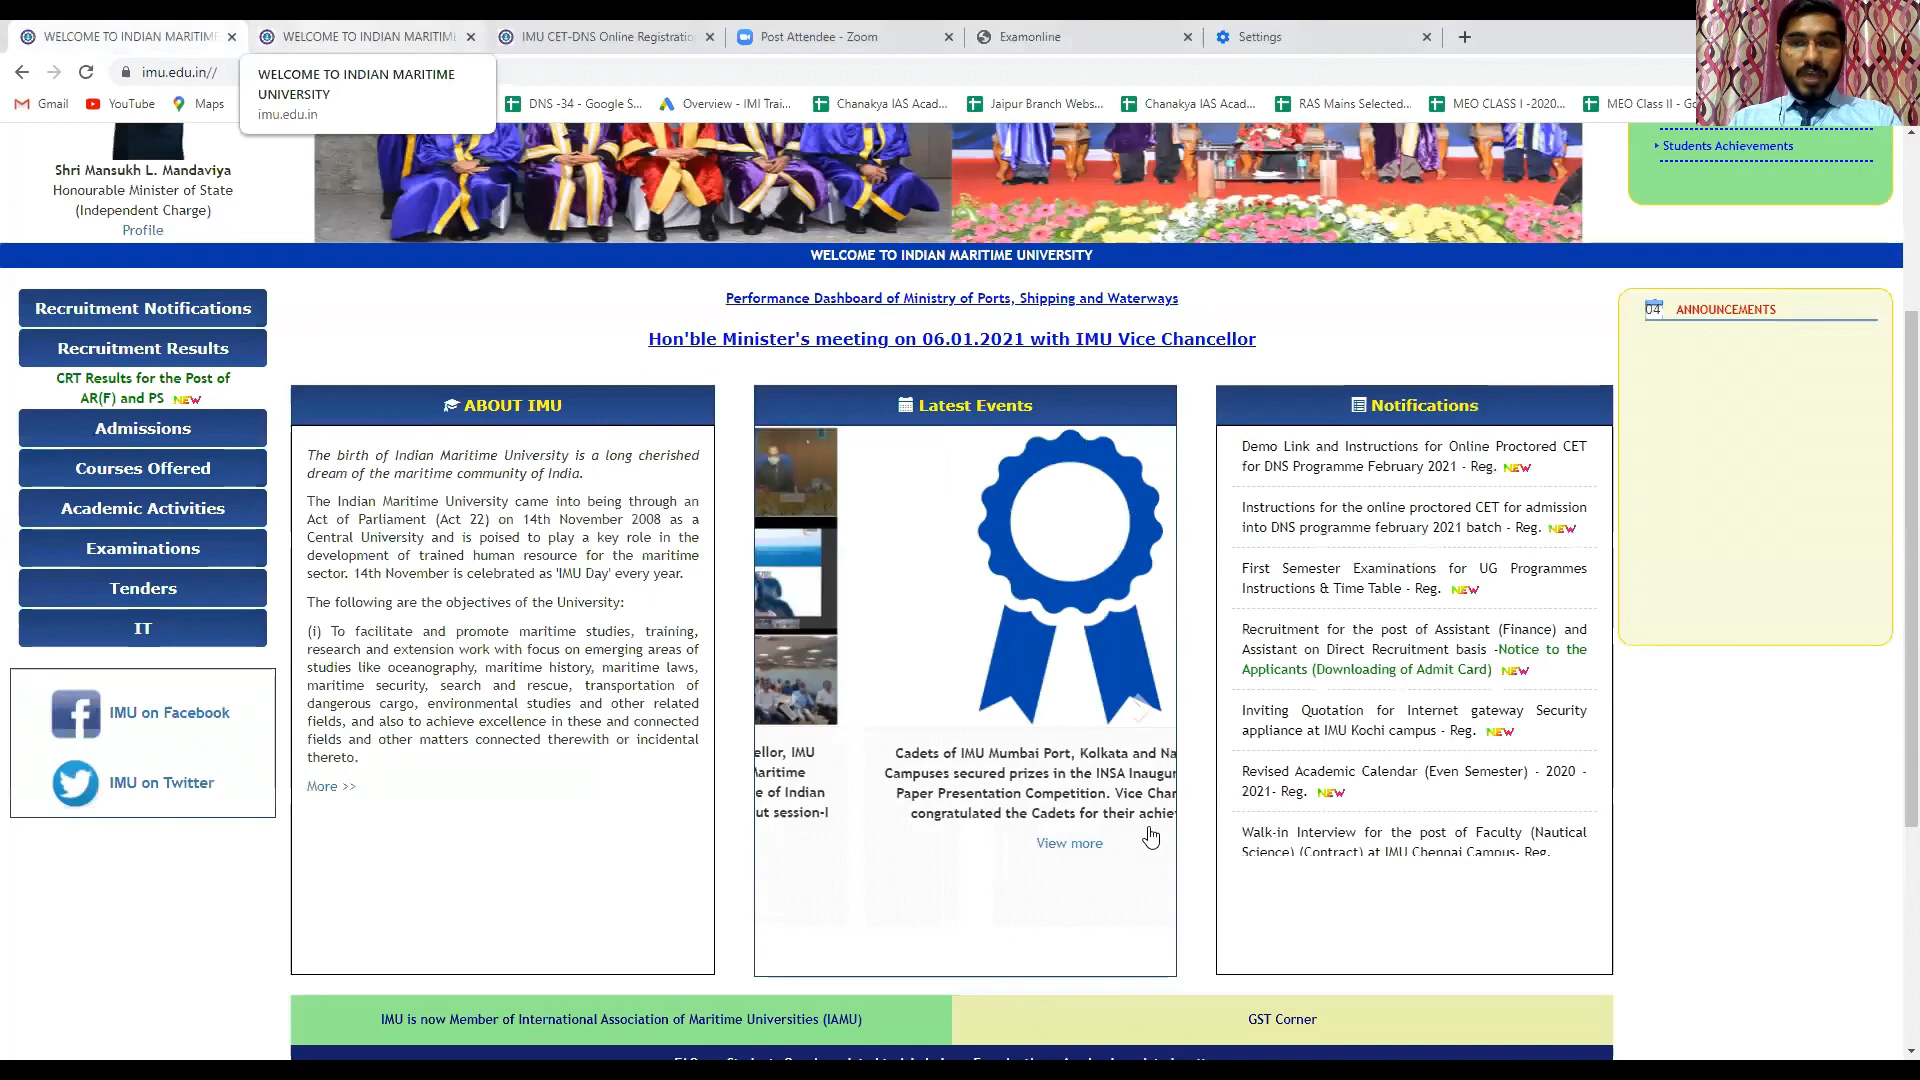 WELCOME TO INDIAN MARITIME
WELCOME TO INDIAN MARITIM
IMU CET-DNS Online Registratio
Post Attendee - Zoom
Examonline
Settings
imu.edu.in//
WELCOME TO INDIAN MARITIME
UNIVERSITY
imu.edu.in
Gmail
YouTube
Maps
DNS -34 - Google S...
Overview - IMI Trai...
Chanakya IAS Acad...
Jaipur Branch Webs...
Chanakya IAS Acad...
RAS Mains Selected...
MEO CLASS I -2020...
MEO Class II - Go
Shri Mansukh L. Mandaviya
Honourable Minister of State
(Independent Charge)
Profile
Students Achievements
WELCOME TO INDIAN MARITIME UNIVERSITY
Performance Dashboard of Ministry of Ports, Shipping and Waterways
Hon'ble Minister's meeting on 06.01.2021 with IMU Vice Chancellor
Recruitment Notifications
Recruitment Results
CRT Results for the Post of
AR(F) and PS NEW
Admissions
Courses Offered
Academic Activities
Examinations
Tenders
IT
IMU on Facebook
IMU on Twitter
ABOUT IMU
The birth of Indian Maritime University is a long cherished
dream of the maritime community of India.
The Indian Maritime University came into being through an
Act of Parliament (Act 22) on 14th November 2008 as a
Central University and is poised to play a key role in the
development of trained human resource for the maritime
sector. 14th November is celebrated as 'IMU Day' every year.
The following are the objectives of the University:
(i) To facilitate and promote maritime studies, training,
research and extension work with focus on emerging areas of
studies like oceanography, maritime history, maritime laws,
maritime security, search and rescue, transportation of
dangerous cargo, environmental studies and other related
fields, and also to achieve excellence in these and connected
fields and other matters connected therewith or incidental
thereto.
More >>
Latest Events
ellor, IMU
Maritime
e of Indian
ut session-I
Cadets of IMU Mumbai Port, Kolkata and Na
Campuses secured prizes in the INSA Inaugur
Paper Presentation Competition. Vice Char
congratulated the Cadets for their achie
View more
Notifications
Demo Link and Instructions for Online Proctored CET
for DNS Programme February 2021 - Reg. NEW
Instructions for the online proctored CET for admission
into DNS programme february 2021 batch - Reg. NEW
First Semester Examinations for UG Programmes
Instructions & Time Table - Reg. NEW
Recruitment for the post of Assistant (Finance) and
Assistant on Direct Recruitment basis -Notice to the
Applicants (Downloading of Admit Card) NEW
Inviting Quotation for Internet gateway Security
appliance at IMU Kochi campus - Reg. NEW
Revised Academic Calendar (Even Semester) - 2020 -
2021- Reg. NEW
Walk-in Interview for the post of Faculty (Nautical
Science) (Contract) at IMU Chennai Campus- Reg.
04 ANNOUNCEMENTS
IMU is now Member of International Association of Maritime Universities (IAMU)
GST Corner